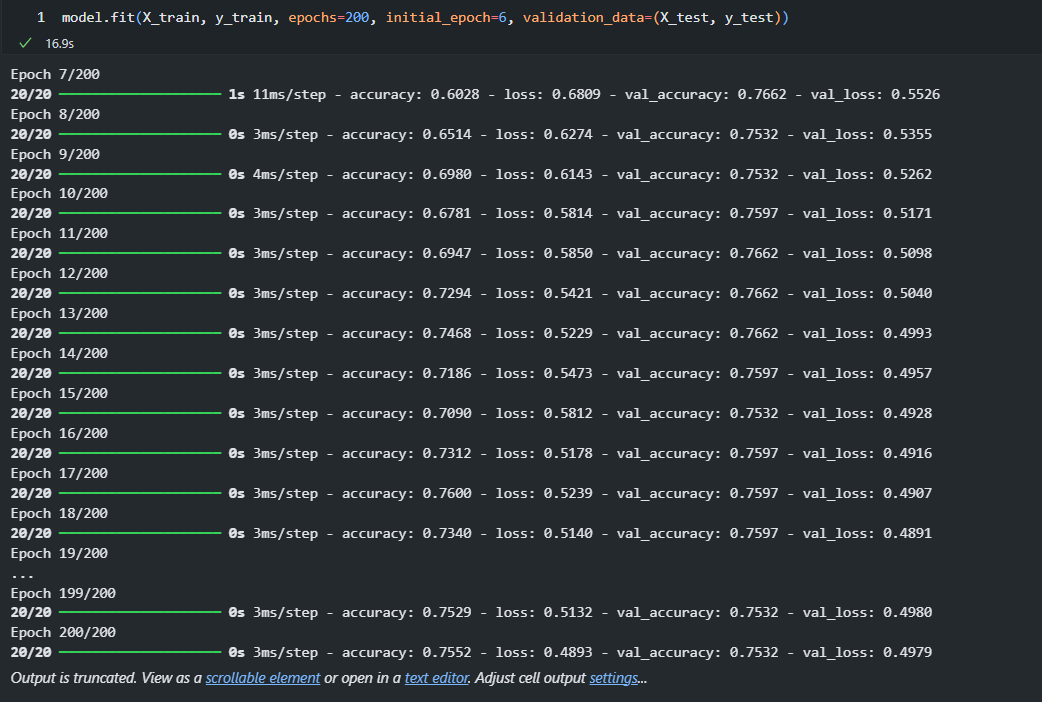 1 model.fit(X_train, y_train, epochs=200, initial_epoch=6, validation_data=(X_test, y_test))
✓ 16.9s
Epoch 7/200
20/20 ━━━━━━━━━━━━━━━━━━━━ 1s 11ms/step - accuracy: 0.6028 - loss: 0.6809 - val_accuracy: 0.7662 - val_loss: 0.5526
Epoch 8/200
20/20 ━━━━━━━━━━━━━━━━━━━━ 0s 3ms/step - accuracy: 0.6514 - loss: 0.6274 - val_accuracy: 0.7532 - val_loss: 0.5355
Epoch 9/200
20/20 ━━━━━━━━━━━━━━━━━━━━ 0s 4ms/step - accuracy: 0.6980 - loss: 0.6143 - val_accuracy: 0.7532 - val_loss: 0.5262
Epoch 10/200
20/20 ━━━━━━━━━━━━━━━━━━━━ 0s 3ms/step - accuracy: 0.6781 - loss: 0.5814 - val_accuracy: 0.7597 - val_loss: 0.5171
Epoch 11/200
20/20 ━━━━━━━━━━━━━━━━━━━━ 0s 3ms/step - accuracy: 0.6947 - loss: 0.5850 - val_accuracy: 0.7662 - val_loss: 0.5098
Epoch 12/200
20/20 ━━━━━━━━━━━━━━━━━━━━ 0s 3ms/step - accuracy: 0.7294 - loss: 0.5421 - val_accuracy: 0.7662 - val_loss: 0.5040
Epoch 13/200
20/20 ━━━━━━━━━━━━━━━━━━━━ 0s 3ms/step - accuracy: 0.7468 - loss: 0.5229 - val_accuracy: 0.7662 - val_loss: 0.4993
Epoch 14/200
20/20 ━━━━━━━━━━━━━━━━━━━━ 0s 3ms/step - accuracy: 0.7186 - loss: 0.5473 - val_accuracy: 0.7597 - val_loss: 0.4957
Epoch 15/200
20/20 ━━━━━━━━━━━━━━━━━━━━ 0s 3ms/step - accuracy: 0.7090 - loss: 0.5812 - val_accuracy: 0.7532 - val_loss: 0.4928
Epoch 16/200
20/20 ━━━━━━━━━━━━━━━━━━━━ 0s 3ms/step - accuracy: 0.7312 - loss: 0.5178 - val_accuracy: 0.7597 - val_loss: 0.4916
Epoch 17/200
20/20 ━━━━━━━━━━━━━━━━━━━━ 0s 3ms/step - accuracy: 0.7600 - loss: 0.5239 - val_accuracy: 0.7597 - val_loss: 0.4907
Epoch 18/200
20/20 ━━━━━━━━━━━━━━━━━━━━ 0s 3ms/step - accuracy: 0.7340 - loss: 0.5140 - val_accuracy: 0.7597 - val_loss: 0.4891
Epoch 19/200
...
Epoch 199/200
20/20 ━━━━━━━━━━━━━━━━━━━━ 0s 3ms/step - accuracy: 0.7529 - loss: 0.5132 - val_accuracy: 0.7532 - val_loss: 0.4980
Epoch 200/200
20/20 ━━━━━━━━━━━━━━━━━━━━ 0s 3ms/step - accuracy: 0.7552 - loss: 0.4893 - val_accuracy: 0.7532 - val_loss: 0.4979
Output is truncated. View as a scrollable element or open in a text editor. Adjust cell output settings...